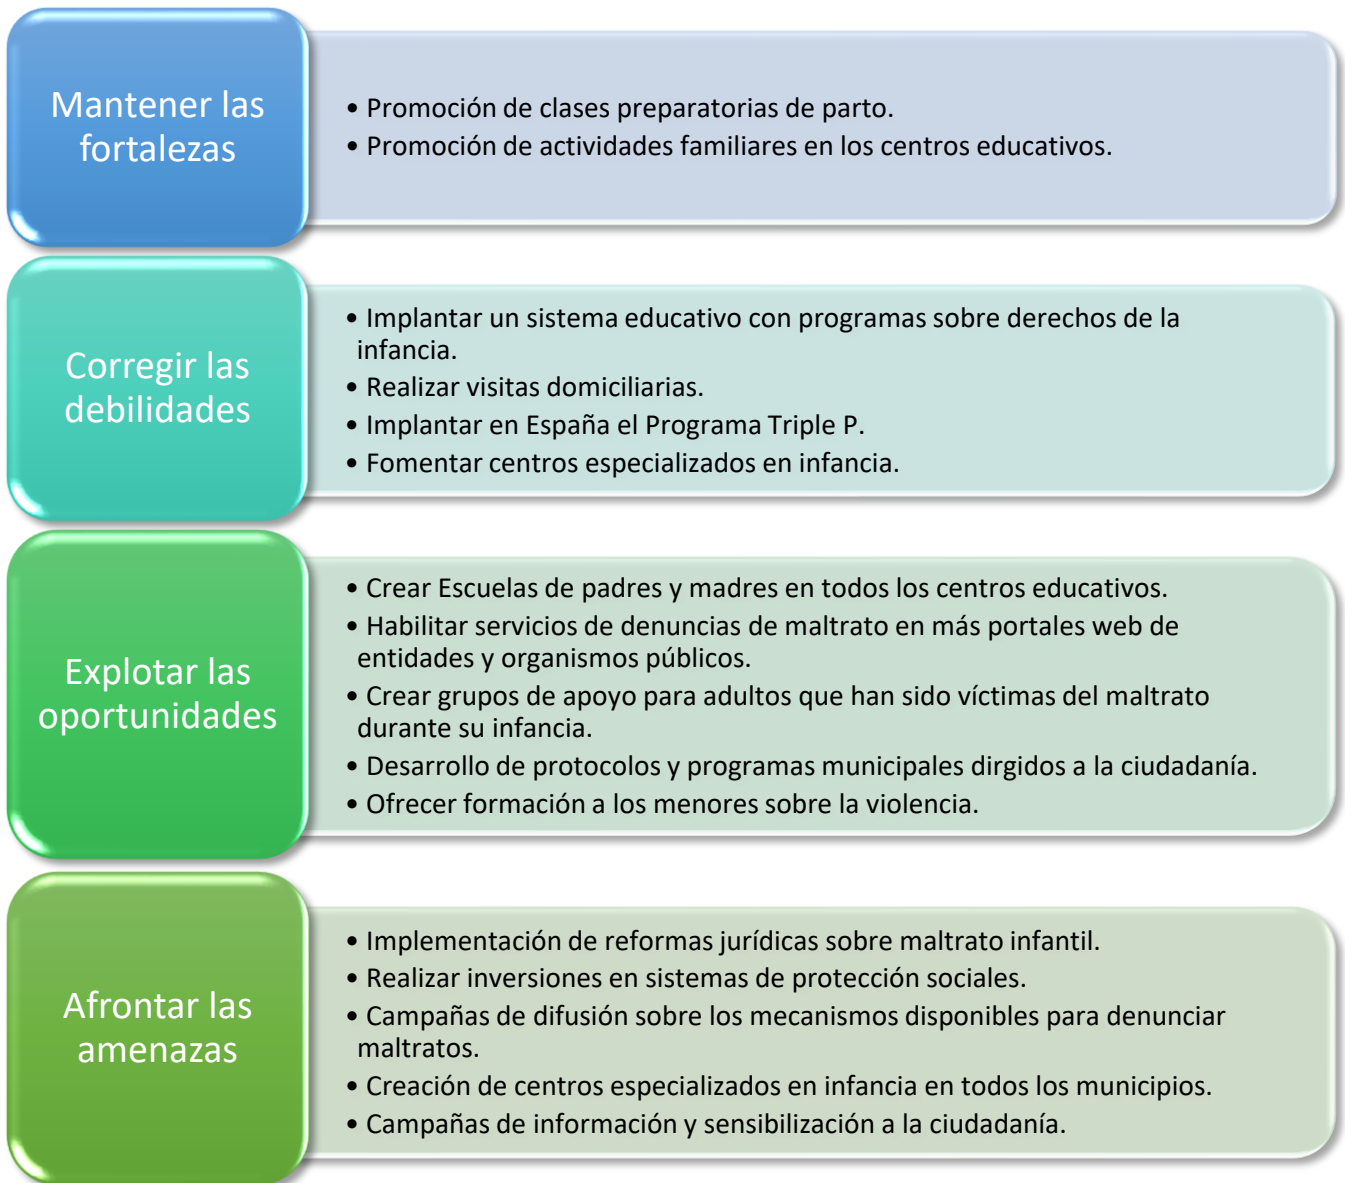 Mantener las
fortalezas
• Promoción de clases preparatorias de parto.
• Promoción de actividades familiares en los centros educativos.
Corregir las
debilidades
• Implantar un sistema educativo con programas sobre derechos de la
infancia.
• Realizar visitas domiciliarias.
• Implantar en España el Programa Triple P.
• Fomentar centros especializados en infancia.
Explotar las
oportunidades
• Crear Escuelas de padres y madres en todos los centros educativos.
• Habilitar servicios de denuncias de maltrato en más portales web de
entidades y organismos públicos.
• Crear grupos de apoyo para adultos que han sido víctimas del maltrato
durante su infancia.
• Desarrollo de protocolos y programas municipales dirgidos a la ciudadanía.
• Ofrecer formación a los menores sobre la violencia.
Afrontar las
amenazas
• Implementación de reformas jurídicas sobre maltrato infantil.
• Realizar inversiones en sistemas de protección sociales.
• Campañas de difusión sobre los mecanismos disponibles para denunciar
maltratos.
• Creación de centros especializados en infancia en todos los municipios.
• Campañas de información y sensibilización a la ciudadanía.